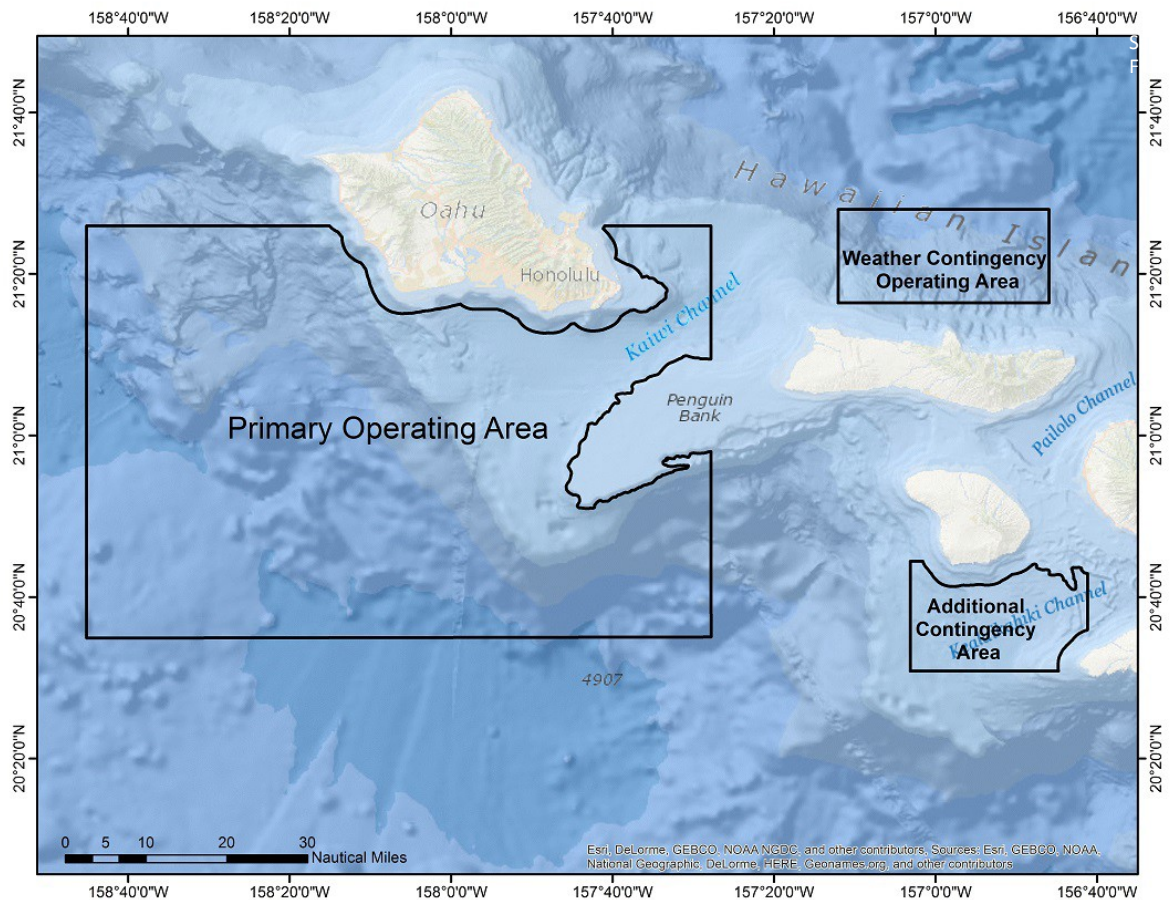 158°40'0"W 158°20'0"W 158°0'0"W 157°40'0"W 157°20'0"W 157°0'0"W 156°40'0"W
S
F
21°40'0"N 21°40'0"N
Hawaiian Islan
Oahu
Honolulu
Weather Contingency
Operating Area
21°20'0"N 21°20'0"N
Kaiwi Channel
Penguin
Bank
Pailolo Channel
Primary Operating Area
21°0'0"N 21°0'0"N
20°40'0"N 20°40'0"N
Additional
Contingency
Area
Channel
4907
20°20'0"N 20°20'0"N
0 5 10 20 30
Nautical Miles
Esri, DeLorme, GEBCO, NOAA NGDC, and other contributors, Sources: Esri, GEBCO, NOAA,
National Geographic, DeLorme, HERE, Geonames.org, and other contributors
158°40'0"W 158°20'0"W 158°0'0"W 157°40'0"W 157°20'0"W 157°0'0"W 156°40'0"W